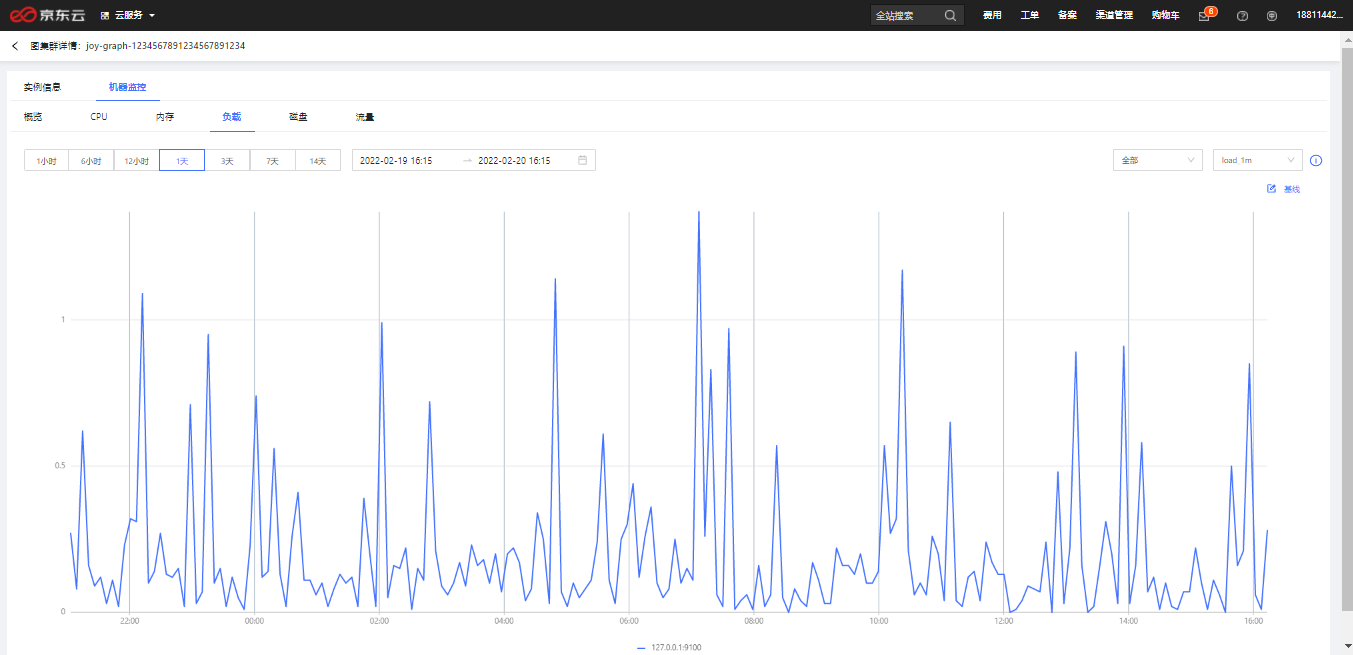 京东云 云服务 全站搜索 费用 工单 备案 渠道管理 购物车 6 18811442...
图集群详情：joy-graph-1234567891234567891234
实例信息 机器监控
概览 CPU 内存 负载 磁盘 流量
1小时 6小时 12小时 1天 3天 7天 14天 2022-02-19 16:15 → 2022-02-20 16:15 全部 load_1m
基线
1
0.5
0
22:00 00:00 02:00 04:00 06:00 08:00 10:00 12:00 14:00 16:00
127.0.0.1:9100